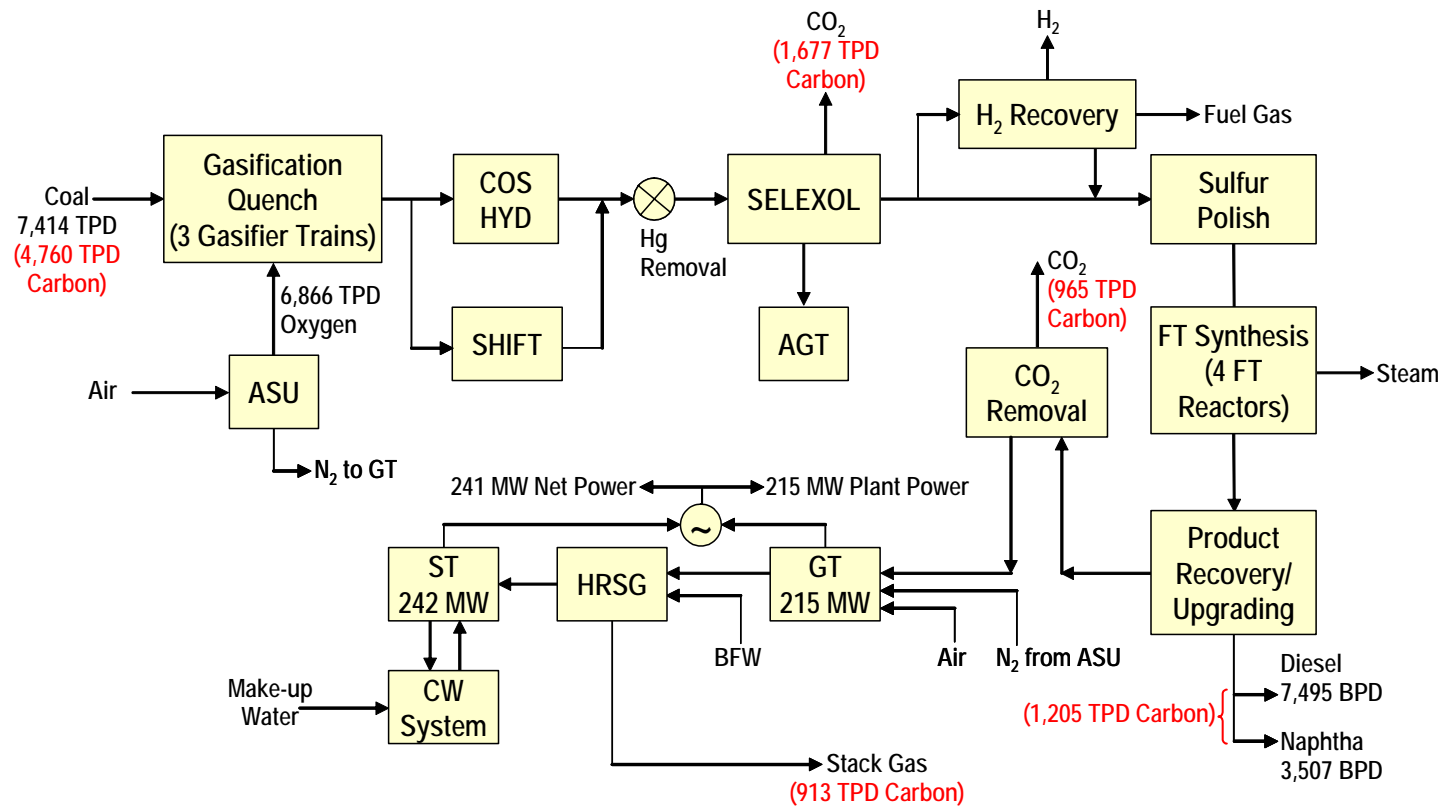 CO₂
(1,677 TPD
Carbon)
H₂
H₂ Recovery
Fuel Gas
Coal
7,414 TPD
(4,760 TPD
Carbon)
Gasification
Quench
(3 Gasifier Trains)
COS
HYD
Hg
Removal
SELEXOL
Sulfur
Polish
6,866 TPD
Oxygen
SHIFT
AGT
CO₂
(965 TPD
Carbon)
FT Synthesis
(4 FT
Reactors)
Steam
Air
ASU
N₂ to GT
CO₂
Removal
241 MW Net Power
215 MW Plant Power
~
ST
242 MW
HRSG
GT
215 MW
Product
Recovery/
Upgrading
BFW
Air
N₂ from ASU
Make-up
Water
CW
System
Diesel
7,495 BPD
(1,205 TPD Carbon)
Naphtha
3,507 BPD
Stack Gas
(913 TPD Carbon)